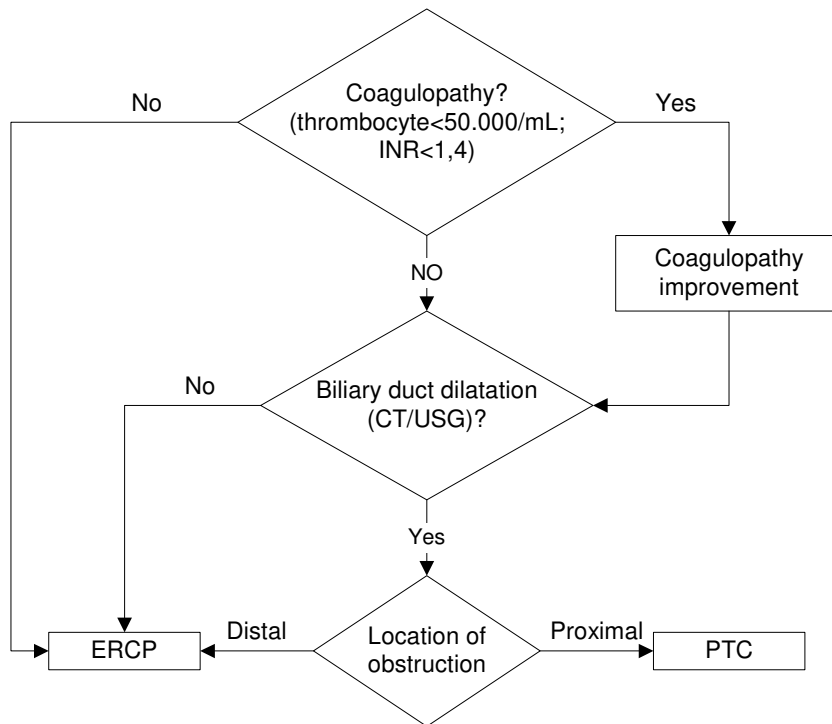 No
Coagulopathy?
(thrombocyte<50.000/mL;
INR<1,4)
Yes
NO
Coagulopathy
improvement
No
Biliary duct dilatation
(CT/USG)?
Yes
ERCP
Distal
Location of
obstruction
Proximal
PTC